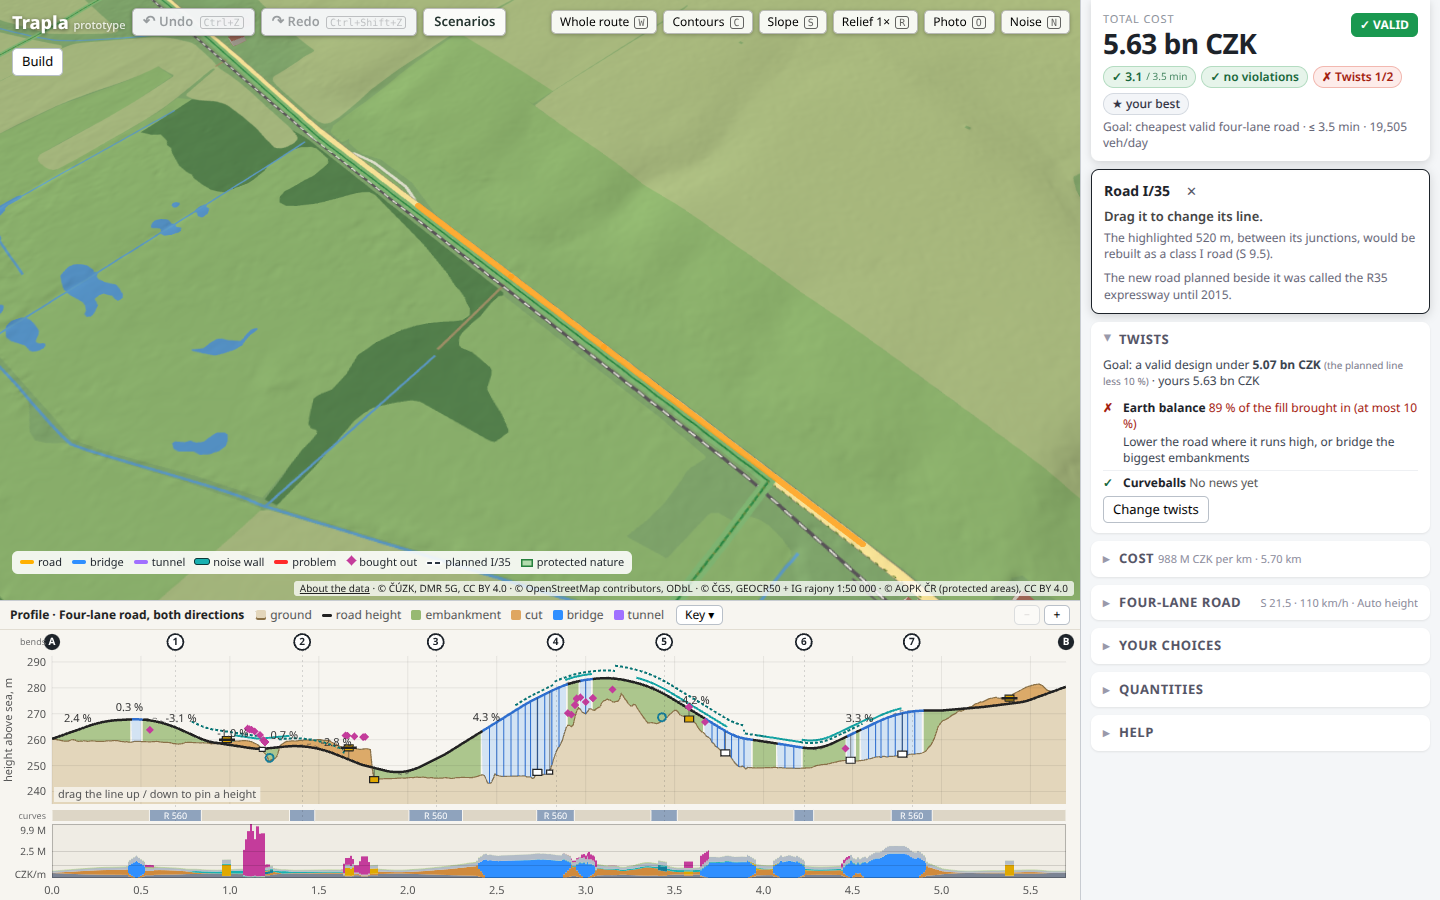 Trapla prototype
↶ Undo Ctrl+Z
↷ Redo Ctrl+Shift+Z
Scenarios
Whole route W
Contours C
Slope S
Relief 1× R
Photo O
Noise N
Build
road bridge tunnel noise wall problem bought out planned I/35 protected nature
About the data · © ČÚZK, DMR 5G, CC BY 4.0 · © OpenStreetMap contributors, ODbL · © ČGS, GEOCR50 + IG rajony 1:50 000 · © AOPK ČR (protected areas), CC BY 4.0
TOTAL COST
5.63 bn CZK
✓ VALID
✓ 3.1 / 3.5 min
✓ no violations
✗ Twists 1/2
★ your best
Goal: cheapest valid four-lane road · ≤ 3.5 min · 19,505
veh/day
Road I/35 ✕
Drag it to change its line.
The highlighted 520 m, between its junctions, would be
rebuilt as a class I road (S 9.5).
The new road planned beside it was called the R35
expressway until 2015.
▼ TWISTS
Goal: a valid design under 5.07 bn CZK (the planned line
less 10 %) · yours 5.63 bn CZK
✗ Earth balance 89 % of the fill brought in (at most 10
%)
Lower the road where it runs high, or bridge the
biggest embankments
✓ Curveballs No news yet
Change twists
▶ COST 988 M CZK per km · 5.70 km
▶ FOUR-LANE ROAD S 21.5 · 110 km/h · Auto height
▶ YOUR CHOICES
▶ QUANTITIES
▶ HELP
Profile · Four-lane road, both directions ground road height embankment cut bridge tunnel Key ▾ − +
bends A 1 2 3 4 5 6 7 B
height above sea, m
290
280
270
260
250
240
2.4 %
0.3 %
-3.1 %
0.7 %
4.3 %
3.3 %
drag the line up / down to pin a height
curves R 560 R 560 R 560 R 560
9.9 M
2.5 M
CZK/m
0.0 0.5 1.0 1.5 2.0 2.5 3.0 3.5 4.0 4.5 5.0 5.5